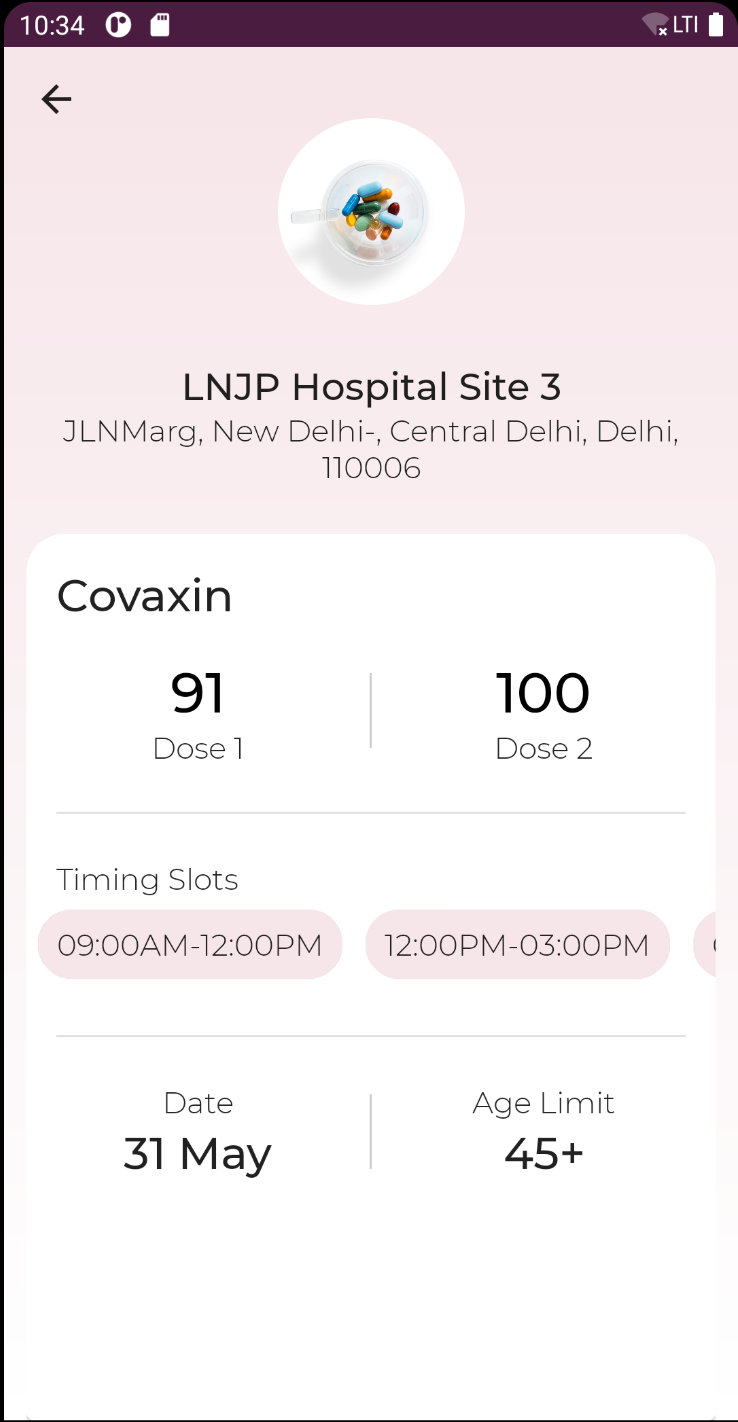 10:34 LTI
LNJP Hospital Site 3
JLNMarg, New Delhi-, Central Delhi, Delhi,
110006
Covaxin
91 100
Dose 1 Dose 2
Timing Slots
09:00AM-12:00PM 12:00PM-03:00PM
Date Age Limit
31 May 45+